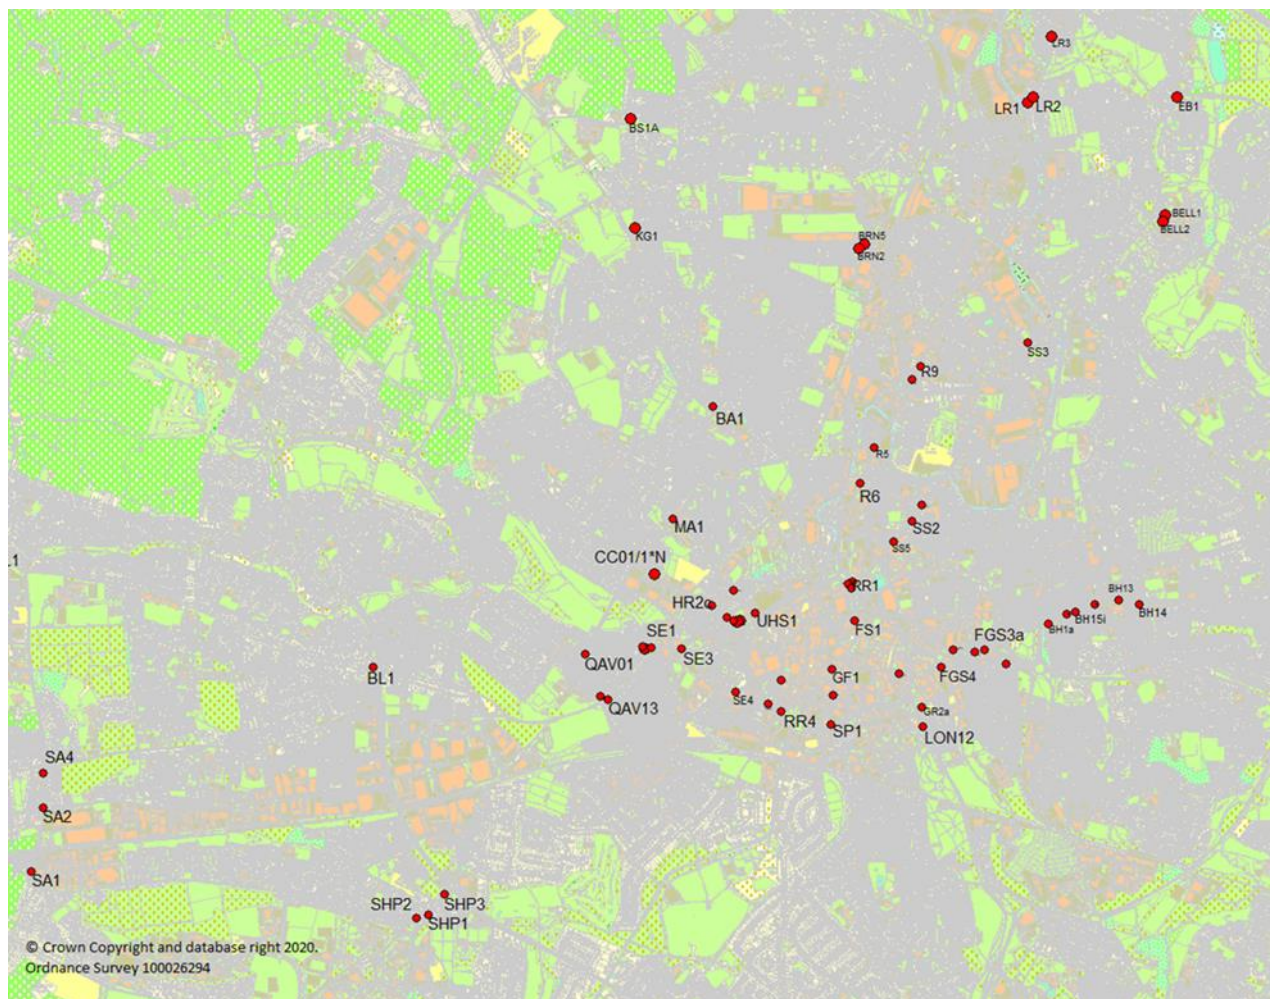 LR3
LR1
LR2
EB1
BS1A
BELL1
BELL2
KG1
BRN5
BRN2
SS3
R9
BA1
R5
R6
MA1
SS2
SS5
CC01/1*N
RR1
HR2c
UHS1
FS1
BH13
BH14
BH15i
BH1a
SE1
SE3
QAV01
BL1
FGS3a
FGS4
GF1
QAV13
SE4
RR4
SP1
GR2a
LON12
SA4
SA2
SA1
SHP3
SHP2
SHP1
© Crown Copyright and database right 2020.
Ordnance Survey 100026294